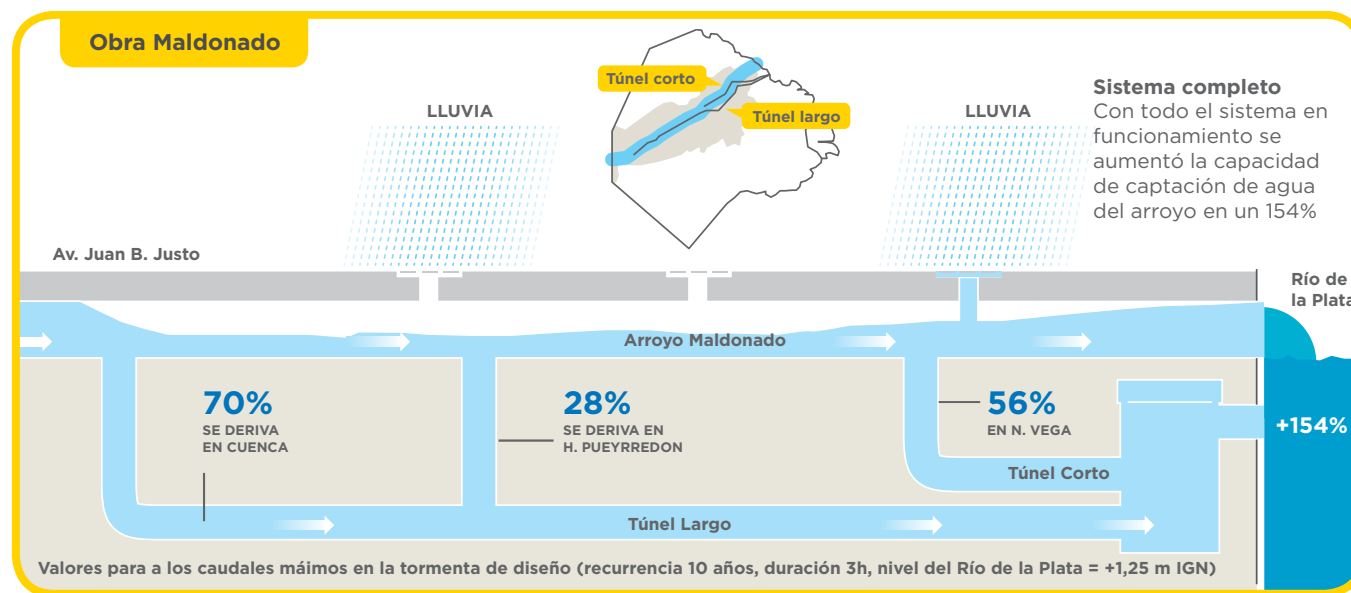 Obra Maldonado
Túnel corto
Túnel largo
LLUVIA
LLUVIA
Sistema completo
Con todo el sistema en
funcionamiento se
aumentó la capacidad
de captación de agua
del arroyo en un 154%
Av. Juan B. Justo
Río de
la Plata
Arroyo Maldonado
70%
SE DERIVA
EN CUENCA
28%
SE DERIVA EN
H. PUEYRREDON
56%
EN N. VEGA
+154%
Túnel Corto
Túnel Largo
Valores para a los caudales máimos en la tormenta de diseño (recurrencia 10 años, duración 3h, nivel del Río de la Plata = +1,25 m IGN)